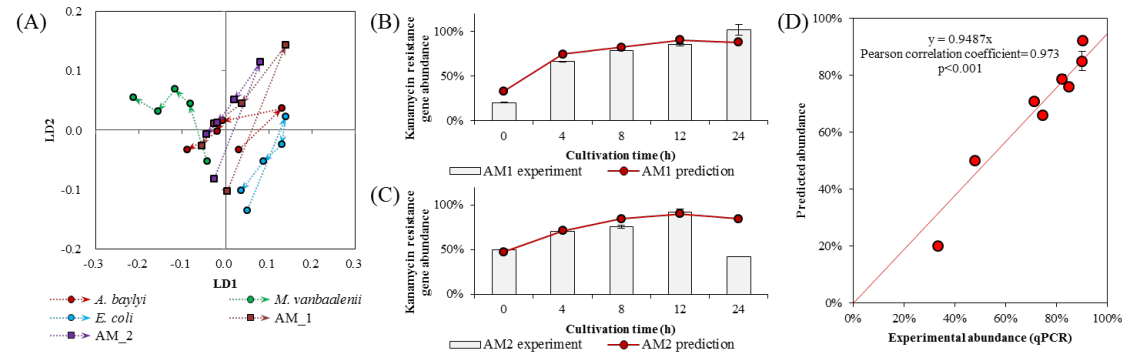 (A)
0.2
0.1
0.0
-0.1
-0.2
LD2
-0.3
-0.2
-0.1
0
0.1
0.2
0.3
LD1
A. baylyi
M. vanbaalenii
E. coli
AM_1
AM_2
(B)
Kanamycin resistance
gene abundance
100%
50%
0%
0
4
8
12
24
Cultivation time (h)
AM1 experiment
AM1 prediction
(C)
Kanamycin resistance
gene abundance
100%
50%
0%
0
4
8
12
24
Cultivation time (h)
AM2 experiment
AM2 prediction
(D)
100%
80%
60%
40%
20%
0%
Predicted abundance
y = 0.9487x
Pearson correlation coefficient= 0.973
p<0.001
0%
20%
40%
60%
80%
100%
Experimental abundance (qPCR)